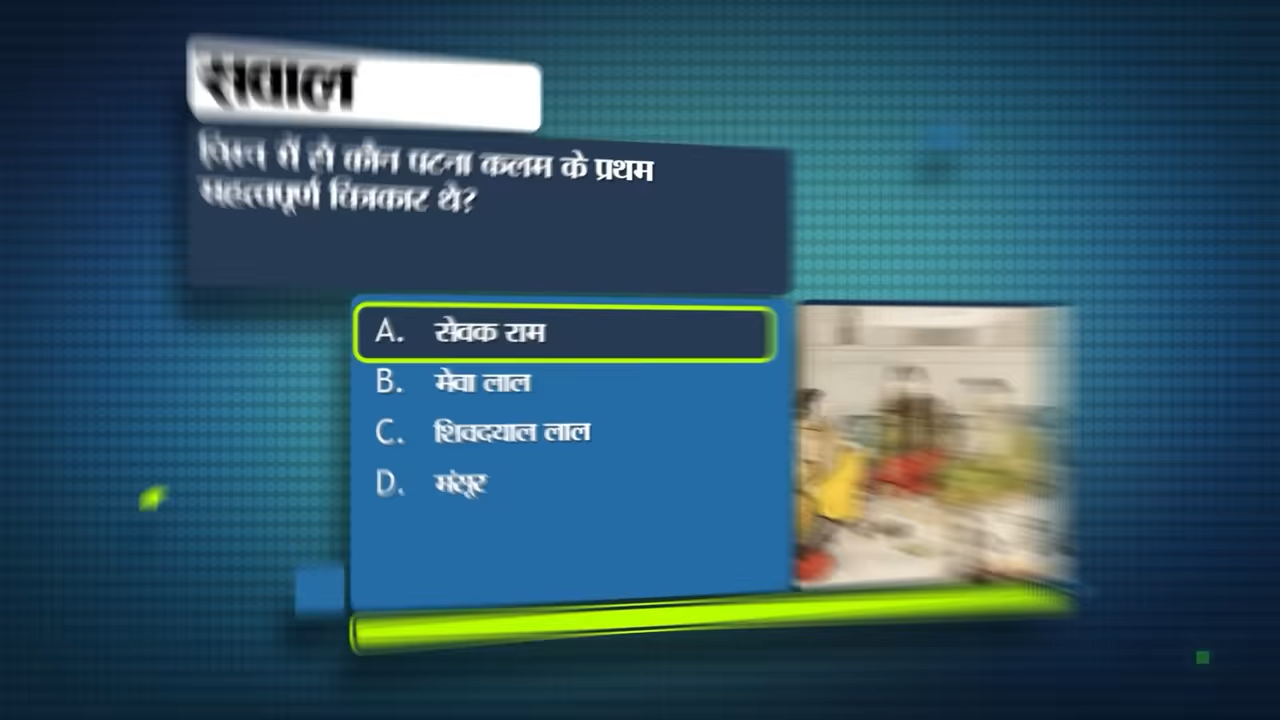 सवाल
निम्न में से कौन पटना कलम के प्रथम
महत्वपूर्ण चित्रकार थे?
A. सेवक राम
B. मेवा लाल
C. शिवदयाल लाल
D. मंसूर